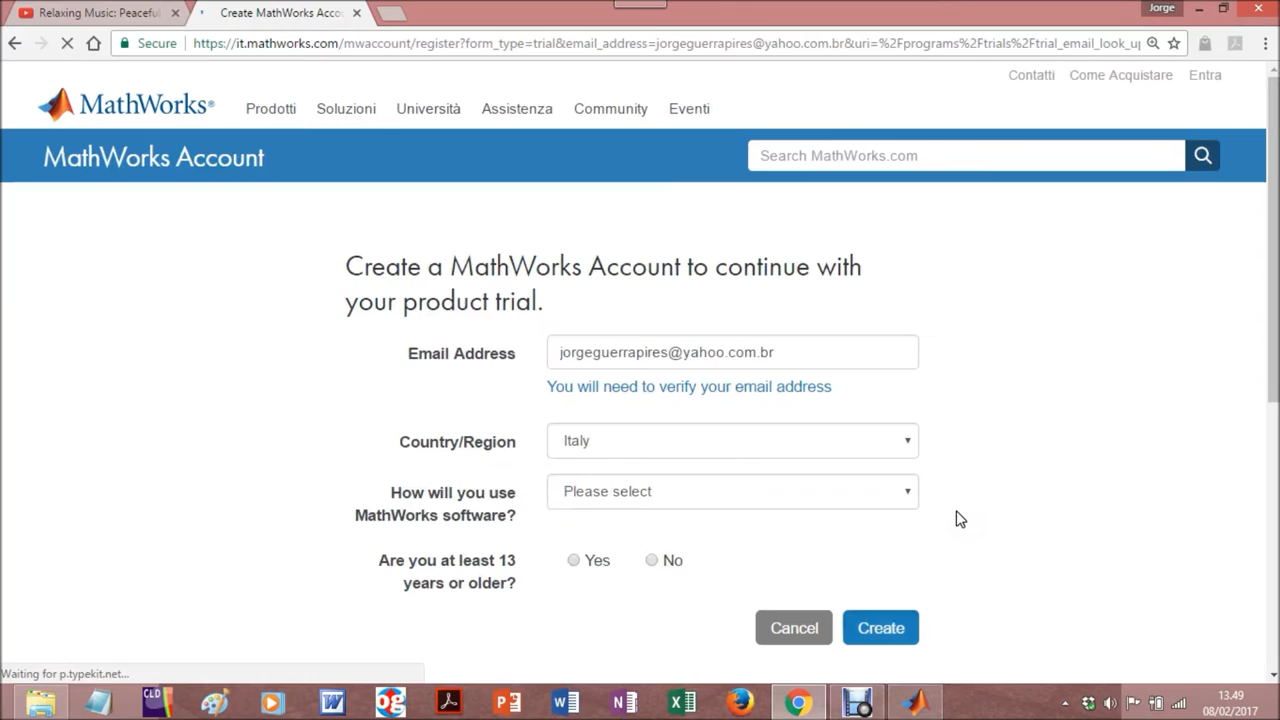 Relaxing Music: Peaceful
Create MathWorks Acco
Jorge
Secure
https://it.mathworks.com/mwaccount/register?form_type=trial&email_address=jorgeguerrapires@yahoo.com.br&uri=%2Fprograms%2Ftrials%2Ftrial_email_look_u
Contatti Come Acquistare Entra
MathWorks®
Prodotti Soluzioni Università Assistenza Community Eventi
MathWorks Account
Search MathWorks.com
Create a MathWorks Account to continue with
your product trial.
Email Address
jorgeguerrapires@yahoo.com.br
You will need to verify your email address
Country/Region
Italy
How will you use
MathWorks software?
Please select
Are you at least 13
years or older?
Yes No
Cancel Create
Waiting for p.typekit.net...
CLD
og
13.49
08/02/2017